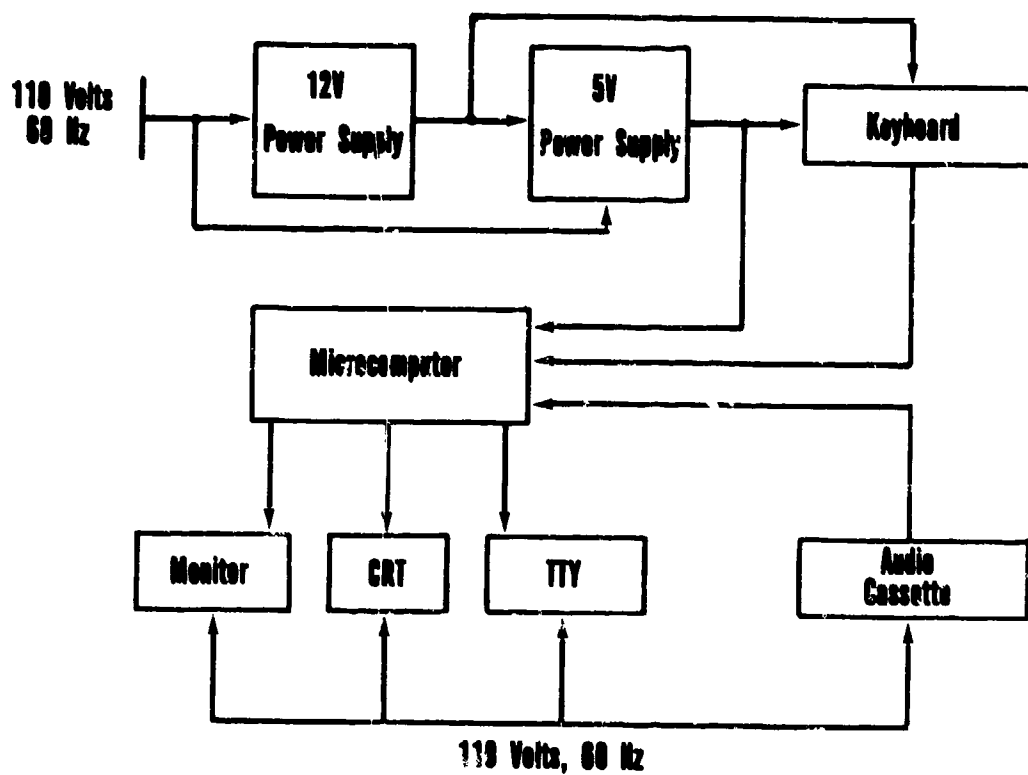 110 Volts
60 Hz
12V
Power Supply
5V
Power Supply
Keyboard
Microcomputer
Monitor
CRT
TTY
Audio
Cassette
110 Volts, 60 Hz